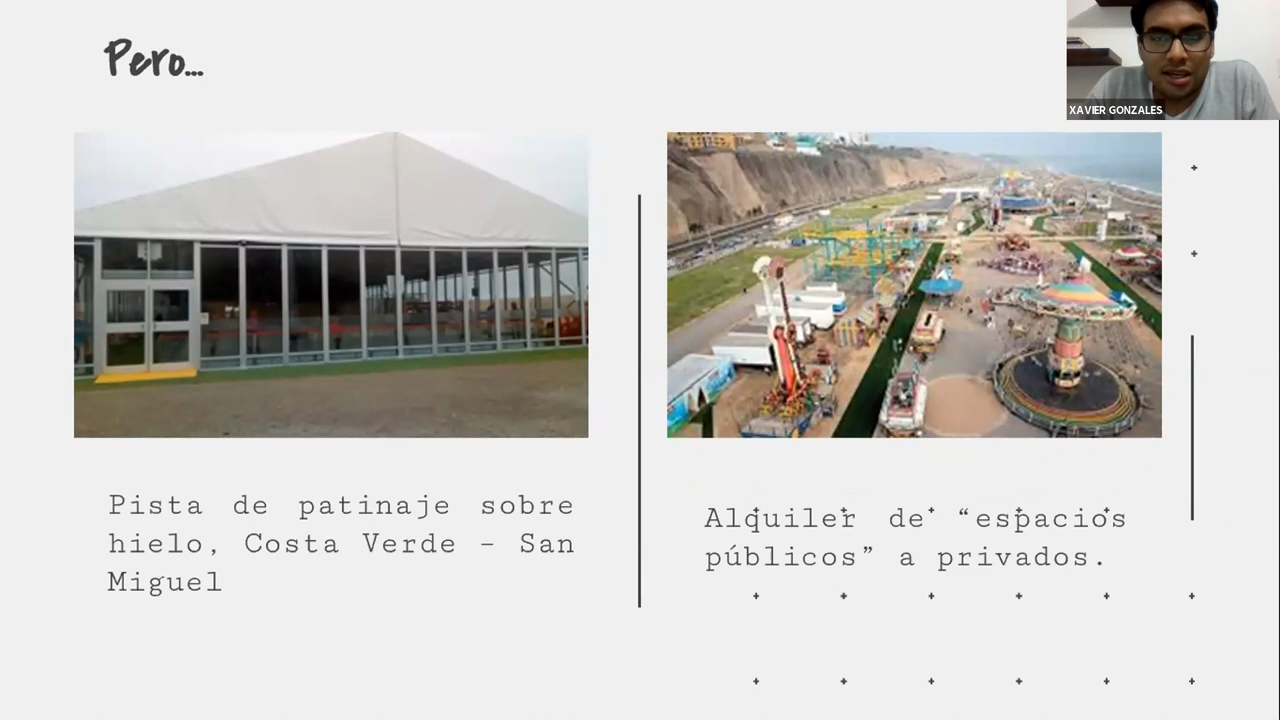 Pero...
XAVIER GONZALES
Pista de patinaje sobre
hielo, Costa Verde – San
Miguel
Alquiler de “espacios
públicos” a privados.